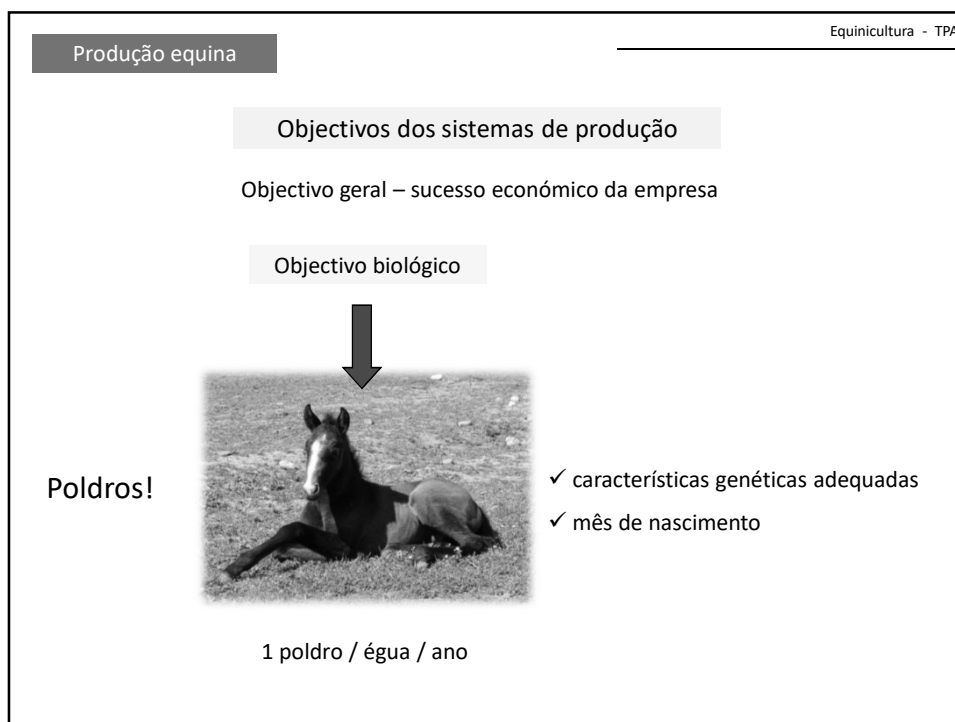 Equinicultura - TPA
Produção equina
Objectivos dos sistemas de produção
Objectivo geral – sucesso económico da empresa
Objectivo biológico
Poldros!
✓ característícas genéticas adequadas
✓ mês de nascimento
1 poldro / égua / ano